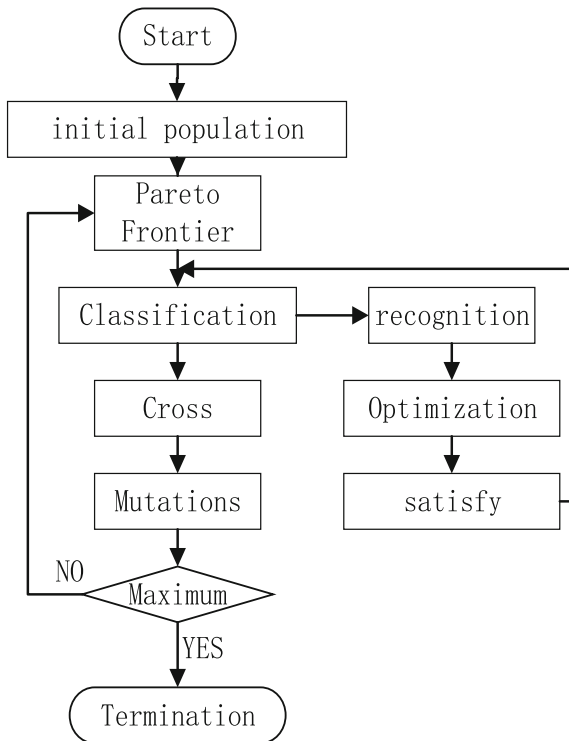 Start
initial population
Pareto
Frontier
Classification
recognition
Cross
Optimization
Mutations
satisfy
NO
Maximum
YES
Termination